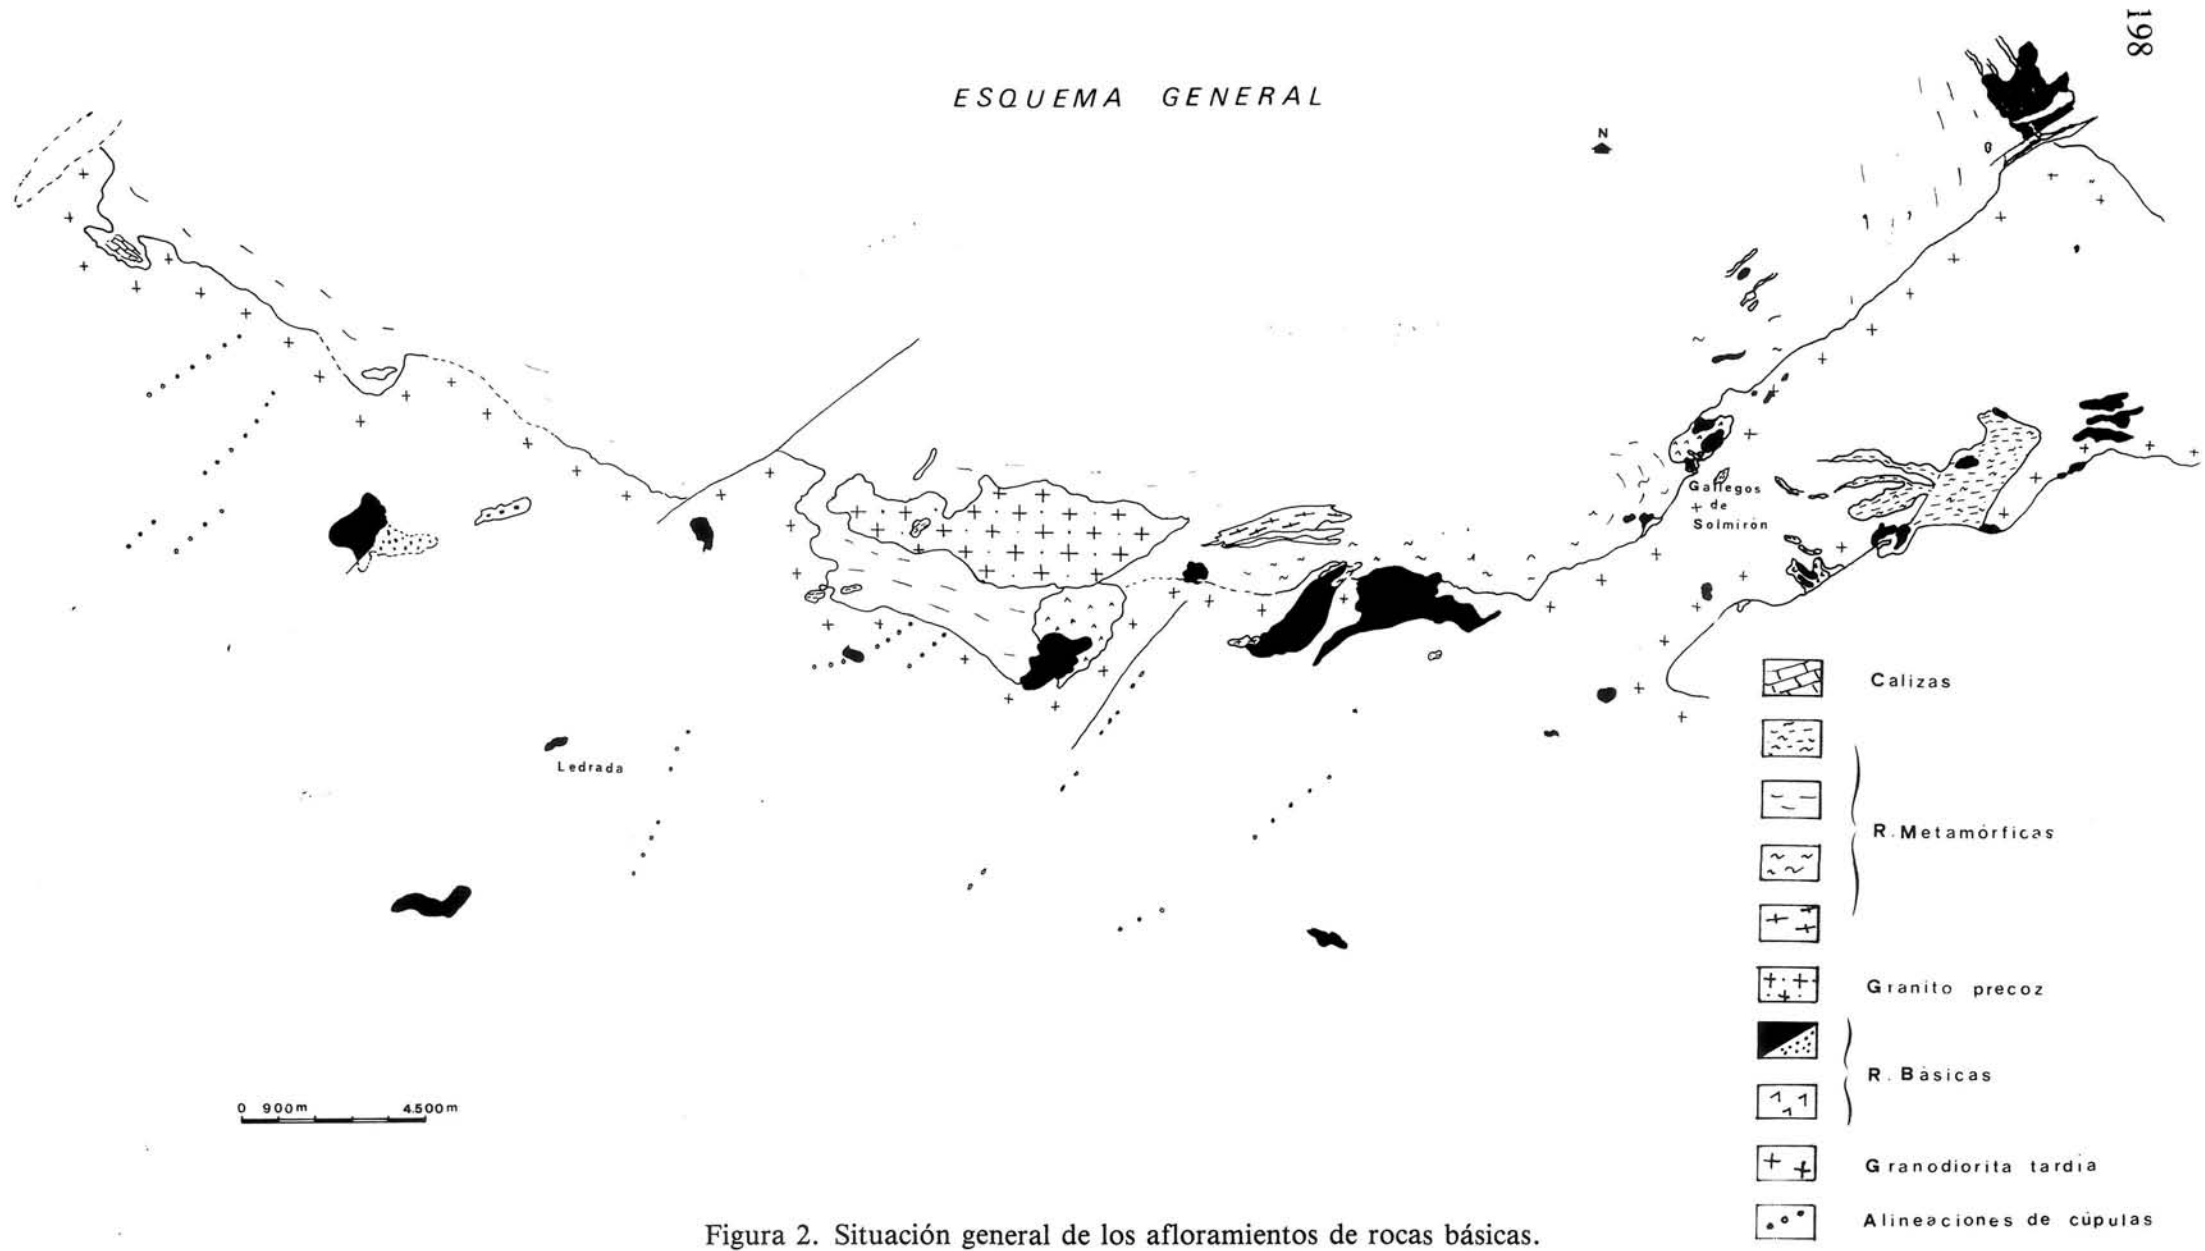 198
ESQUEMA GENERAL
N
Gallegos
de
Solmirón
Ledrada
Calizas
R. Metamórficas
Granito precoz
R. Básicas
Granodiorita tardía
Alineaciones de cúpulas
0 900m 4.500m
Figura 2. Situación general de los afloramientos de rocas básicas.